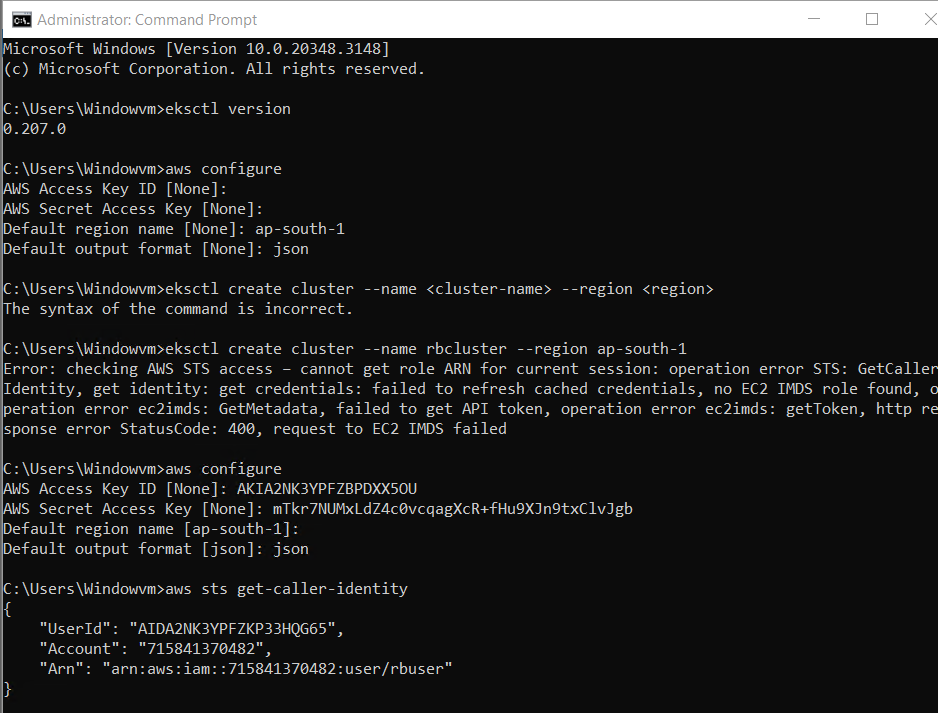 Administrator: Command Prompt
Microsoft Windows [Version 10.0.20348.3148]
(c) Microsoft Corporation. All rights reserved.
C:\Users\Windowvm>eksctl version
0.207.0
C:\Users\Windowvm>aws configure
AWS Access Key ID [None]:
AWS Secret Access Key [None]:
Default region name [None]: ap-south-1
Default output format [None]: json
C:\Users\Windowvm>eksctl create cluster --name <cluster-name> --region <region>
The syntax of the command is incorrect.
C:\Users\Windowvm>eksctl create cluster --name rbcluster --region ap-south-1
Error: checking AWS STS access – cannot get role ARN for current session: operation error STS: GetCaller
Identity, get identity: get credentials: failed to refresh cached credentials, no EC2 IMDS role found, o
peration error ec2imds: GetMetadata, failed to get API token, operation error ec2imds: getToken, http re
sponse error StatusCode: 400, request to EC2 IMDS failed
C:\Users\Windowvm>aws configure
AWS Access Key ID [None]: AKIA2NK3YPFZBPDXX5OU
AWS Secret Access Key [None]: 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
Default region name [ap-south-1]:
Default output format [json]: json
C:\Users\Windowvm>aws sts get-caller-identity
{
    "UserId": "AIDA2NK3YPFZKP33HQG65",
    "Account": "715841370482",
    "Arn": "arn:aws:iam::715841370482:user/rbuser"
}